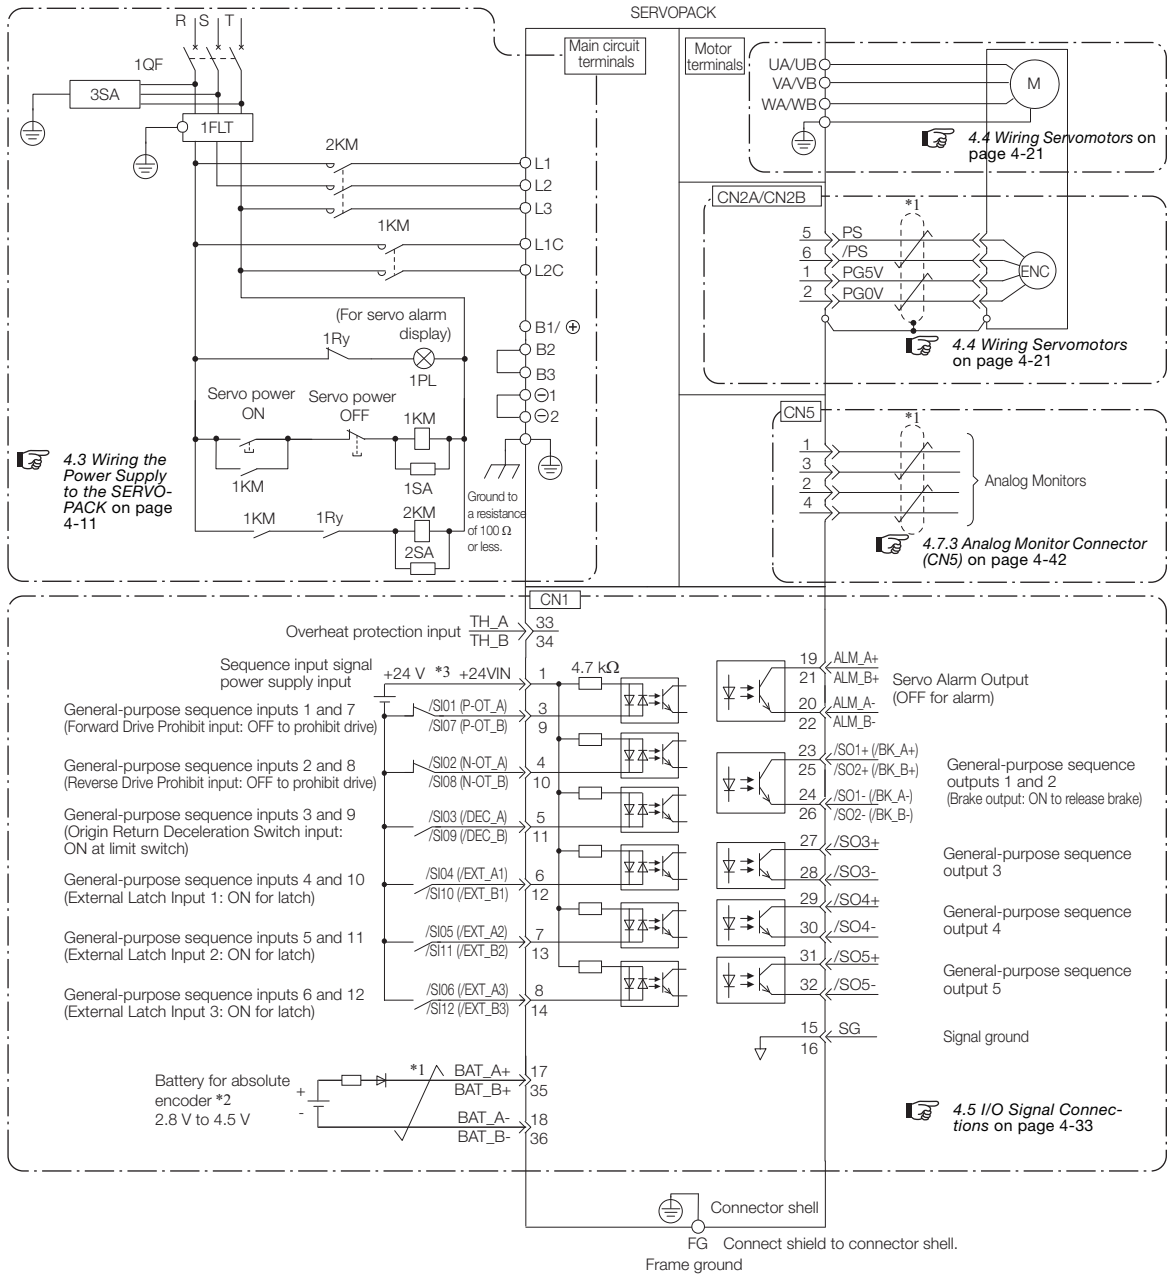 SERVOPACK
R S T
Main circuit
terminals
Motor
terminals
1QF
3SA
1FLT
2KM
L1
L2
L3
1KM
L1C
L2C
(For servo alarm
display)
1Ry
1PL
B1/ ⊕
B2
B3
⊖1
⊖2
Servo power
ON
Servo power
OFF
1KM
1KM
1SA
4.3 Wiring the
Power Supply
to the SERVO-
PACK on page
4-11
Ground to
a resistance
of 100 Ω
or less.
1KM
1Ry
2KM
2SA
UA/UB
VA/VB
WA/WB
M
4.4 Wiring Servomotors on
page 4-21
CN2A/CN2B
*1
5 PS
6 /PS
1 PG5V
2 PG0V
ENC
4.4 Wiring Servomotors
on page 4-21
CN5
*1
1
3
2
4
Analog Monitors
4.7.3 Analog Monitor Connector
(CN5) on page 4-42
CN1
Overheat protection input
TH_A 33
TH_B 34
Sequence input signal
power supply input
+24 V *3 +24VIN 1
4.7 kΩ
General-purpose sequence inputs 1 and 7
(Forward Drive Prohibit input: OFF to prohibit drive)
/SI01 (P-OT_A) 3
/SI07 (P-OT_B) 9
General-purpose sequence inputs 2 and 8
(Reverse Drive Prohibit input: OFF to prohibit drive)
/SI02 (N-OT_A) 4
/SI08 (N-OT_B) 10
General-purpose sequence inputs 3 and 9
(Origin Return Deceleration Switch input:
ON at limit switch)
/SI03 (/DEC_A) 5
/SI09 (/DEC_B) 11
General-purpose sequence inputs 4 and 10
(External Latch Input 1: ON for latch)
/SI04 (/EXT_A1) 6
/SI10 (/EXT_B1) 12
General-purpose sequence inputs 5 and 11
(External Latch Input 2: ON for latch)
/SI05 (/EXT_A2) 7
/SI11 (/EXT_B2) 13
General-purpose sequence inputs 6 and 12
(External Latch Input 3: ON for latch)
/SI06 (/EXT_A3) 8
/SI12 (/EXT_B3) 14
Battery for absolute
encoder *2
2.8 V to 4.5 V
+
-
*1
BAT_A+ 17
BAT_B+ 35
BAT_A- 18
BAT_B- 36
19 ALM_A+
21 ALM_B+
20 ALM_A-
22 ALM_B-
Servo Alarm Output
(OFF for alarm)
23 /SO1+ (/BK_A+)
25 /SO2+ (/BK_B+)
24 /SO1- (/BK_A-)
26 /SO2- (/BK_B-)
General-purpose sequence
outputs 1 and 2
(Brake output: ON to release brake)
27 /SO3+
28 /SO3-
General-purpose sequence
output 3
29 /SO4+
30 /SO4-
General-purpose sequence
output 4
31 /SO5+
32 /SO5-
General-purpose sequence
output 5
15 SG
16
Signal ground
4.5 I/O Signal Connec-
tions on page 4-33
Connector shell
FG Connect shield to connector shell.
Frame ground